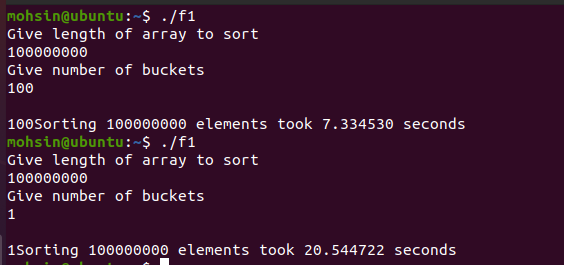 mohsin@ubuntu:~$ ./f1
Give length of array to sort
100000000
Give number of buckets
100
100Sorting 100000000 elements took 7.334530 seconds
mohsin@ubuntu:~$ ./f1
Give length of array to sort
100000000
Give number of buckets
1
1Sorting 100000000 elements took 20.544722 seconds
mohsin@ubuntu:~$